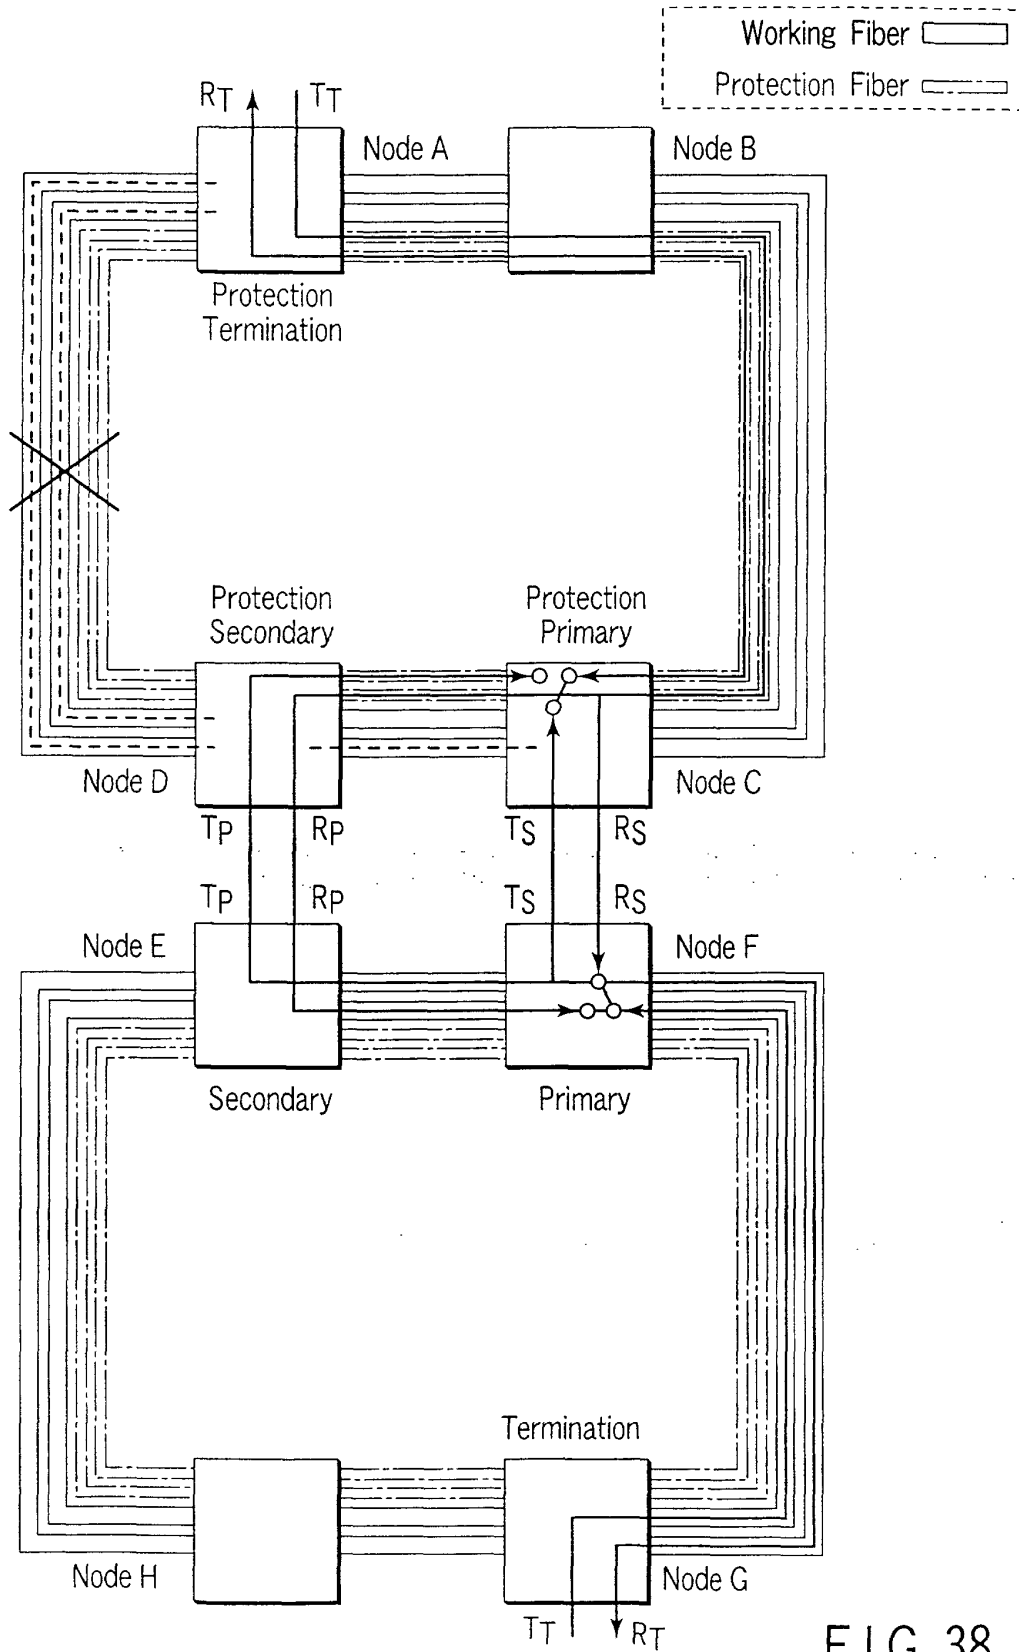 Working Fiber
Protection Fiber
RT TT
Node A
Node B
Protection
Termination
Protection
Secondary
Protection
Primary
Node D
Node C
TP RP TS RS
TP RP TS RS
Node E
Node F
Secondary
Primary
Termination
Node H
Node G
TT RT
FIG. 38